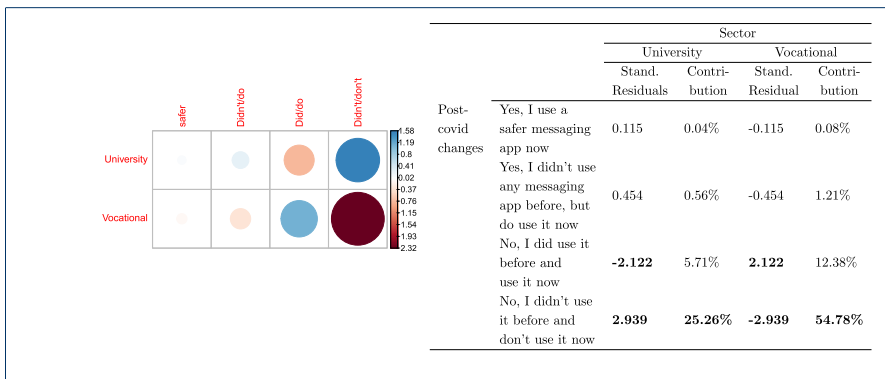 safer
Didn't/do
Did/do
Didn't/don't
University
Vocational
1.58
1.19
0.8
0.41
0.02
-0.37
-0.76
-1.15
-1.54
-1.93
-2.32
Sector
University Vocational
Stand. Contri- Stand. Contri-
Residuals bution Residual bution
Post-
covid
changes
Yes, I use a
safer messaging
app now
0.115 0.04% -0.115 0.08%
Yes, I didn't use
any messaging
app before, but
do use it now
0.454 0.56% -0.454 1.21%
No, I did use it
before and
use it now
-2.122 5.71% 2.122 12.38%
No, I didn't use
it before and
don't use it now
2.939 25.26% -2.939 54.78%